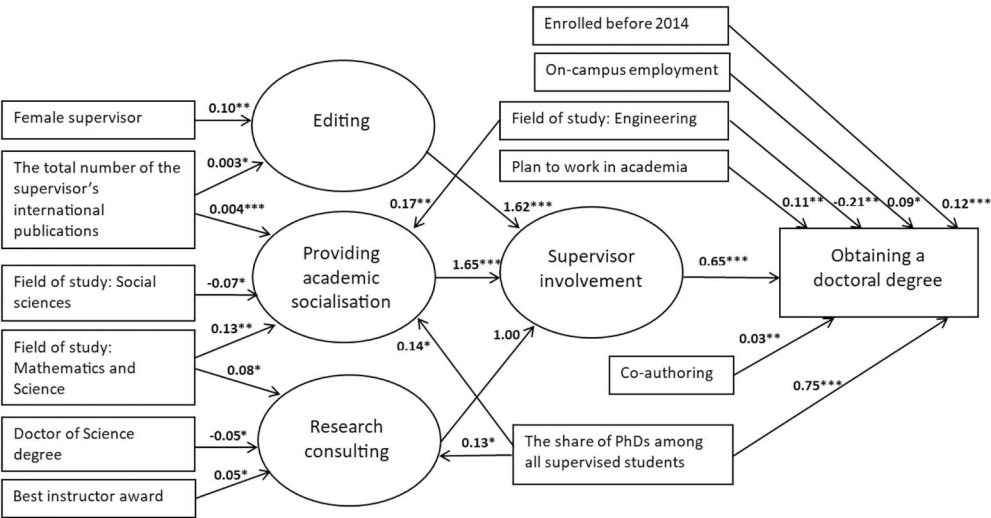 Enrolled before 2014
On-campus employment
Field of study: Engineering
Plan to work in academia
Female supervisor
0.10**
Editing
The total number of the
supervisor's
international
publications
0.003*
0.004***
0.17**
1.62***
0.11**
-0.21**
0.09*
0.12***
Field of study: Social
sciences
-0.07*
Providing
academic
socialisation
1.65***
Supervisor
involvement
0.65***
Obtaining a
doctoral degree
Field of study:
Mathematics and
Science
0.13**
0.08*
0.14*
1.00
Co-authoring
0.03**
0.75***
Doctor of Science
degree
-0.05*
Research
consulting
0.13*
The share of PhDs among
all supervised students
Best instructor award
0.05*